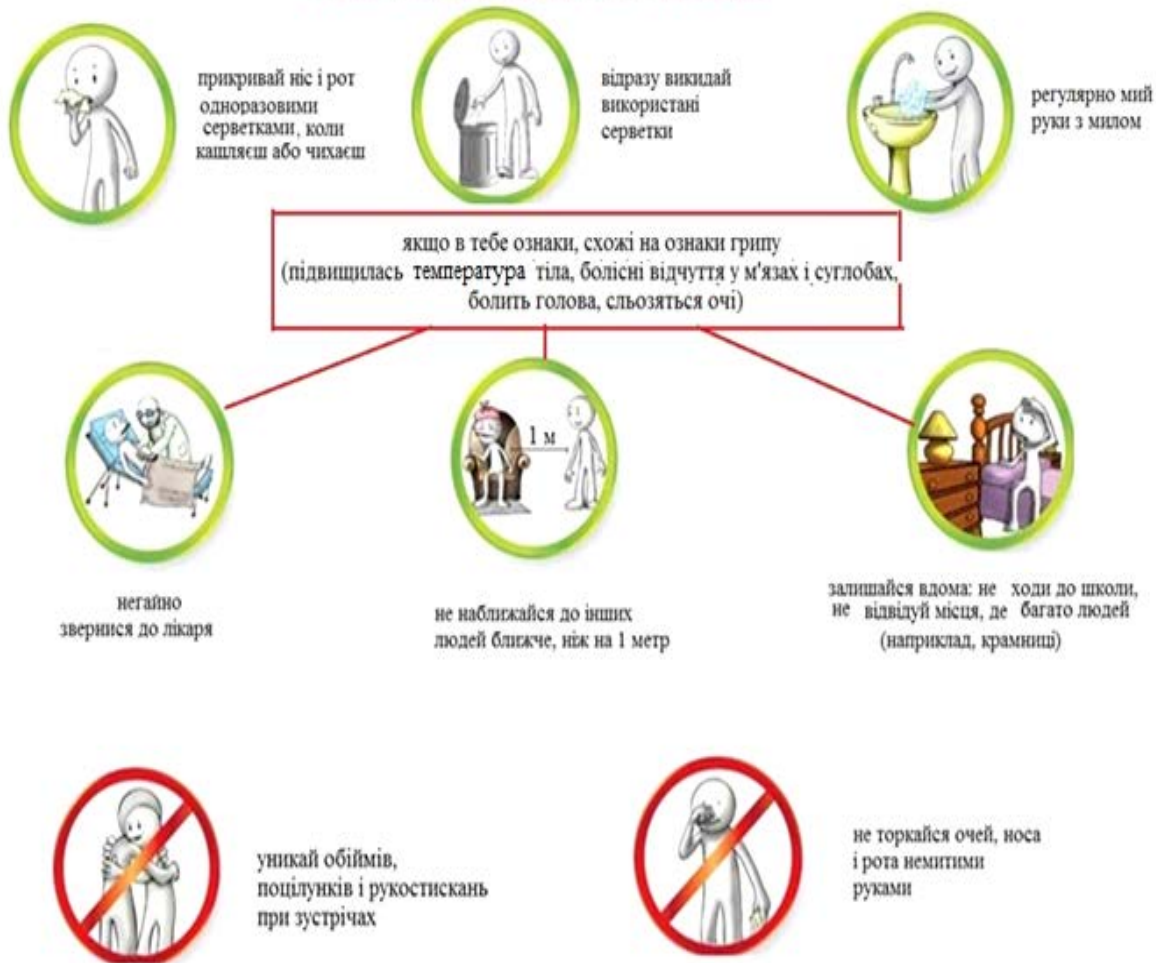 прикривай ніс і рот
одноразовими
серветками, коли
кашляєш або чихаєш
відразу викидай
використані
серветки
регулярно мий
руки з милом
якщо в тебе ознаки, схожі на ознаки грипу
(підвищилась температура тіла, болісні відчуття у м'язах і суглобах,
болить голова, сльозяться очі)
1 м
негайно
звернися до лікаря
не наближайся до інших
людей ближче, ніж на 1 метр
залишайся вдома: не ходи до школи,
не відвідуй місця, де багато людей
(наприклад, крамниці)
уникай обіймів,
поцілунків і рукостискань
при зустрічах
не торкайся очей, носа
і рота немитими
руками